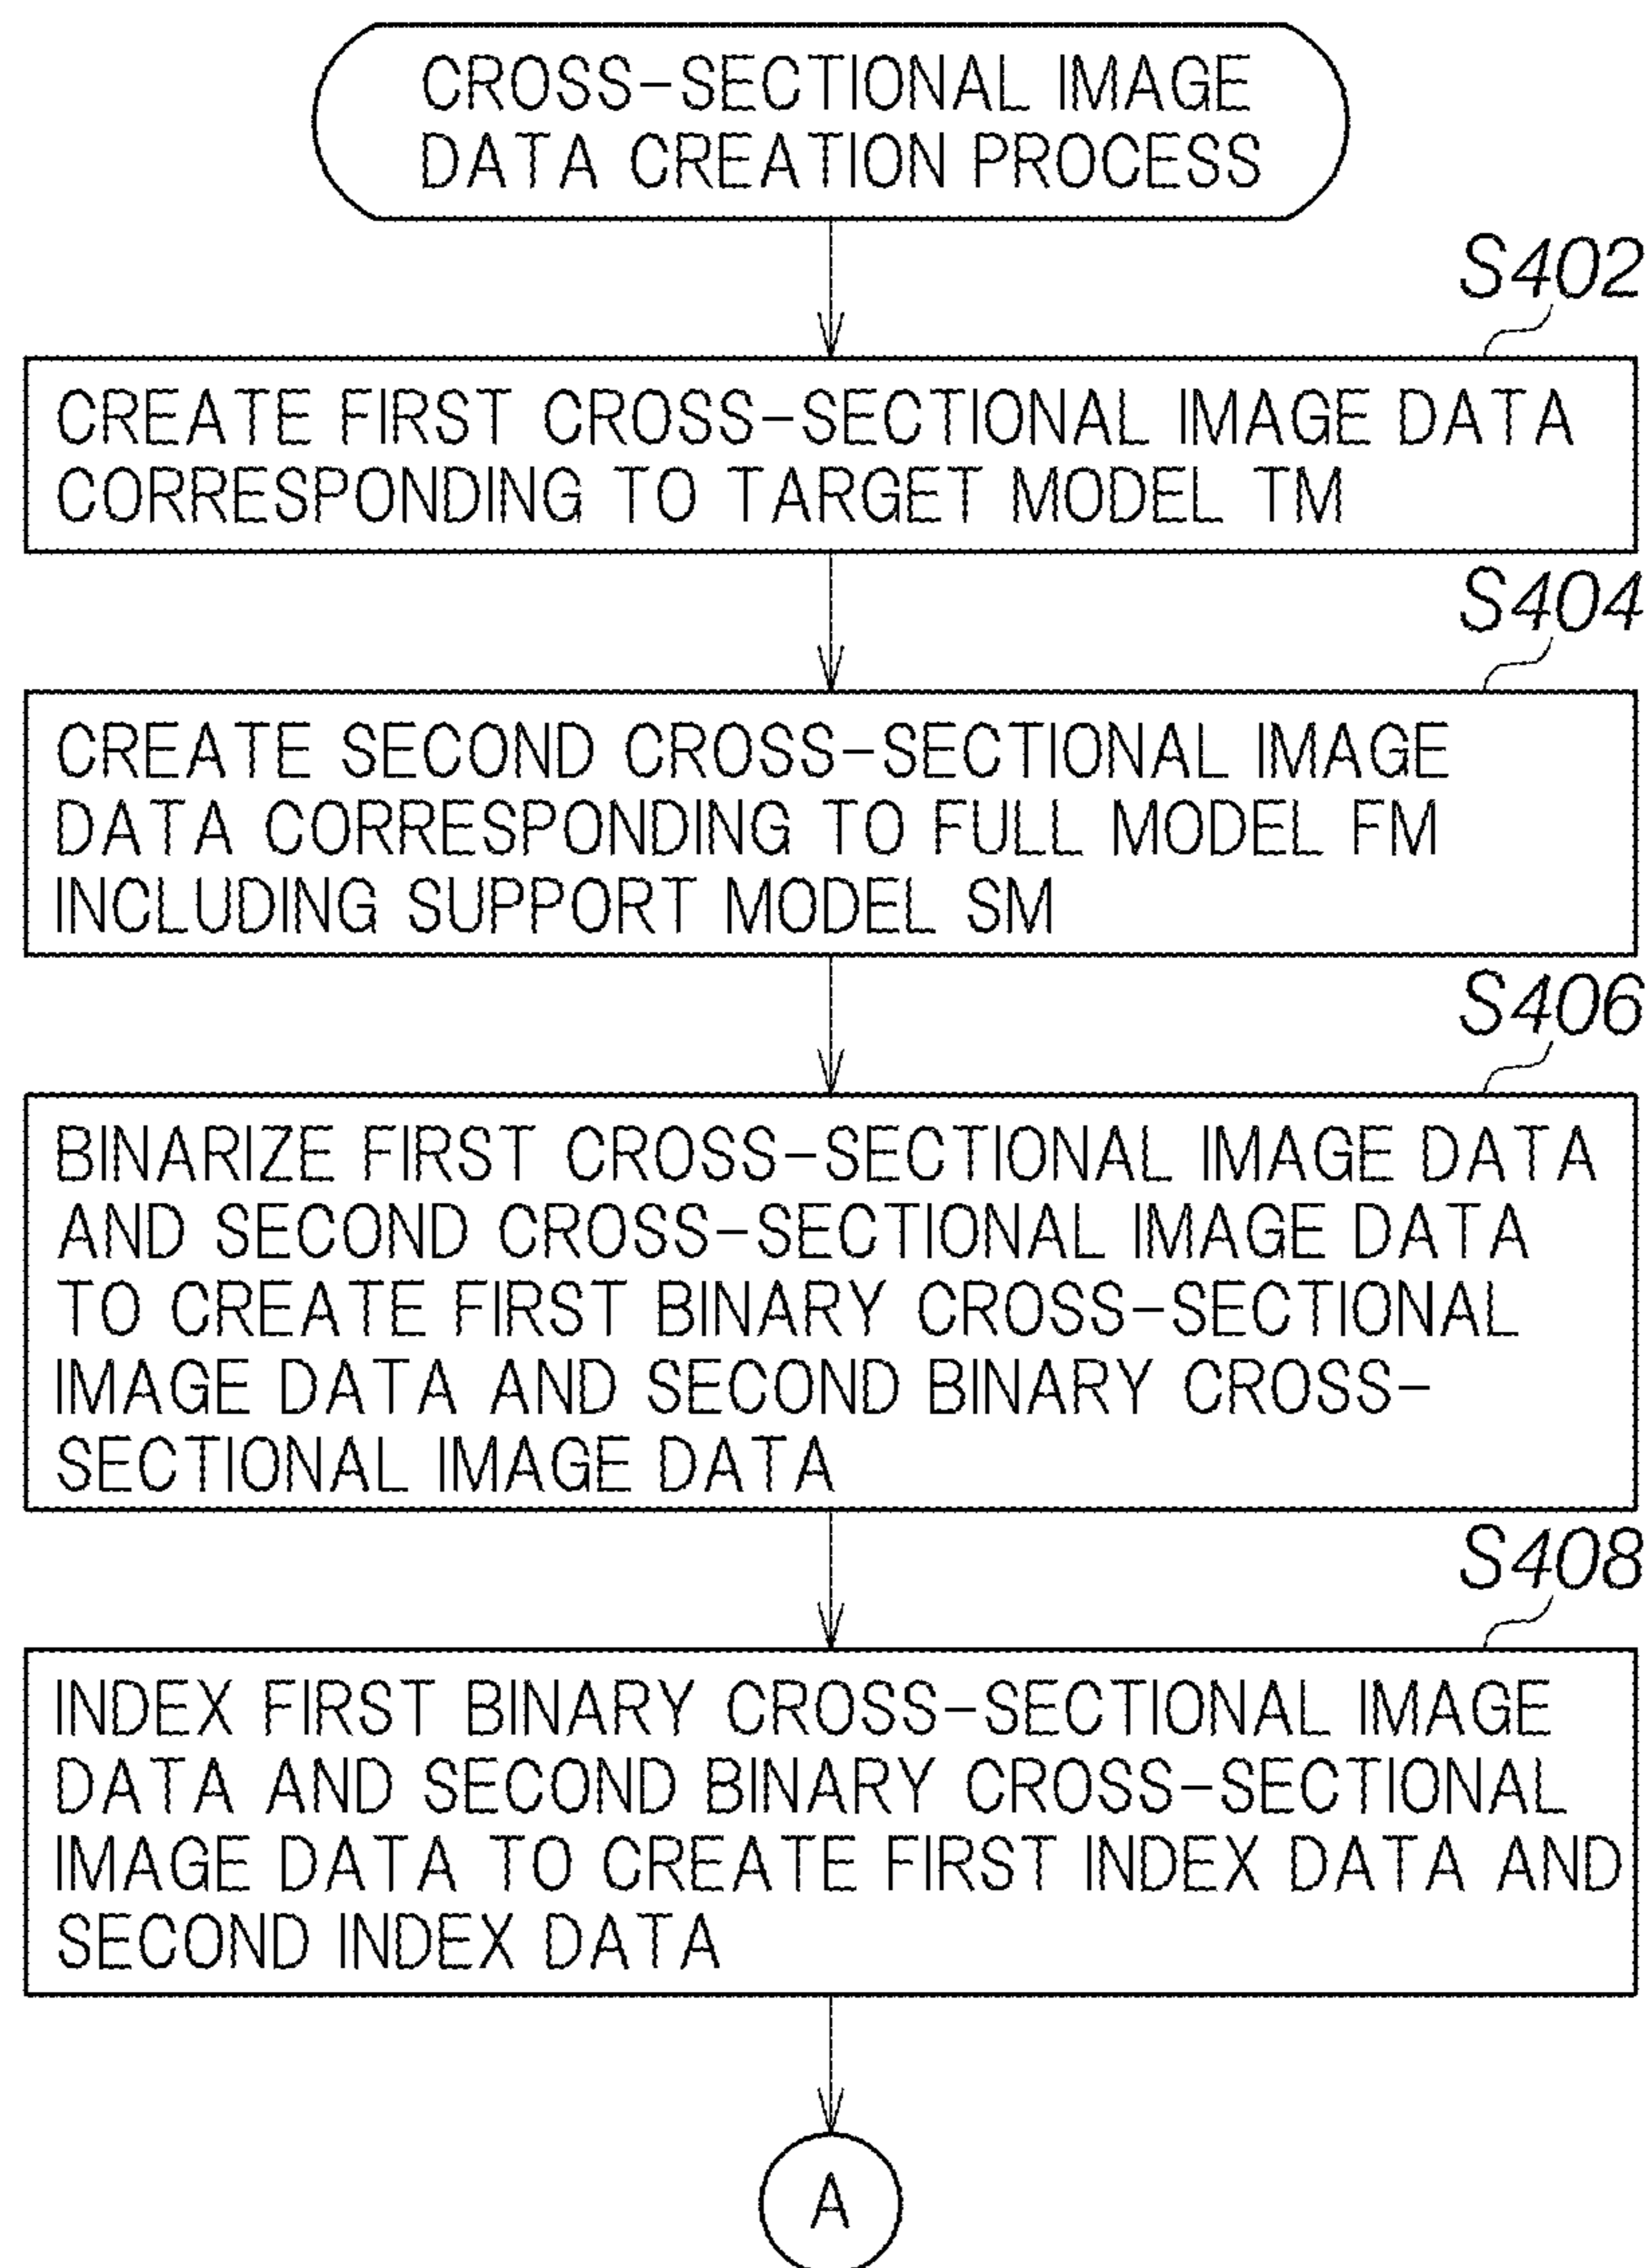 CROSS-SECTIONAL IMAGE
DATA CREATION PROCESS
S402
CREATE FIRST CROSS-SECTIONAL IMAGE DATA
CORRESPONDING TO TARGET MODEL TM
S404
CREATE SECOND CROSS-SECTIONAL IMAGE
DATA CORRESPONDING TO FULL MODEL FM
INCLUDING SUPPORT MODEL SM
S406
BINARIZE FIRST CROSS-SECTIONAL IMAGE DATA
AND SECOND CROSS-SECTIONAL IMAGE DATA
TO CREATE FIRST BINARY CROSS-SECTIONAL
IMAGE DATA AND SECOND BINARY CROSS-
SECTIONAL IMAGE DATA
S408
INDEX FIRST BINARY CROSS-SECTIONAL IMAGE
DATA AND SECOND BINARY CROSS-SECTIONAL
IMAGE DATA TO CREATE FIRST INDEX DATA AND
SECOND INDEX DATA
A